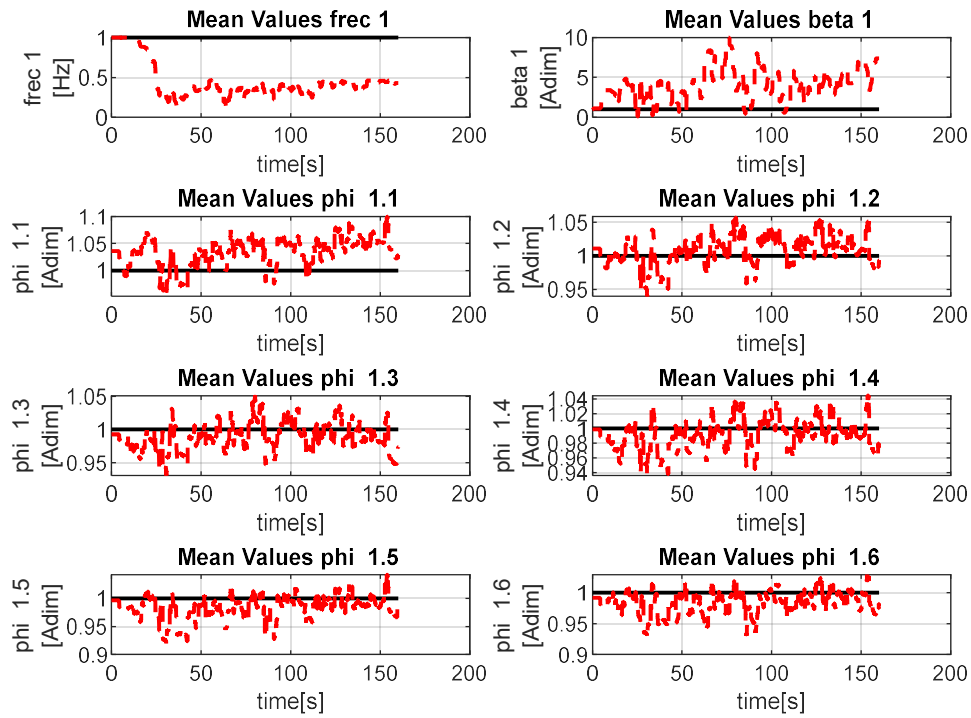 Mean Values frec 1
frec 1
[Hz]
1
0.5
0
0 50 100 150 200
time[s]
Mean Values beta 1
beta 1
[Adim]
10
5
0
0 50 100 150 200
time[s]
Mean Values phi 1.1
phi 1.1
[Adim]
1.1
1.05
1
0 50 100 150 200
time[s]
Mean Values phi 1.2
phi 1.2
[Adim]
1.05
1
0.95
0 50 100 150 200
time[s]
Mean Values phi 1.3
phi 1.3
[Adim]
1.05
1
0.95
0 50 100 150 200
time[s]
Mean Values phi 1.4
phi 1.4
[Adim]
1.04
1.02
1
0.98
0.96
0.94
0 50 100 150 200
time[s]
Mean Values phi 1.5
phi 1.5
[Adim]
1
0.95
0.9
0 50 100 150 200
time[s]
Mean Values phi 1.6
phi 1.6
[Adim]
1
0.95
0.9
0 50 100 150 200
time[s]